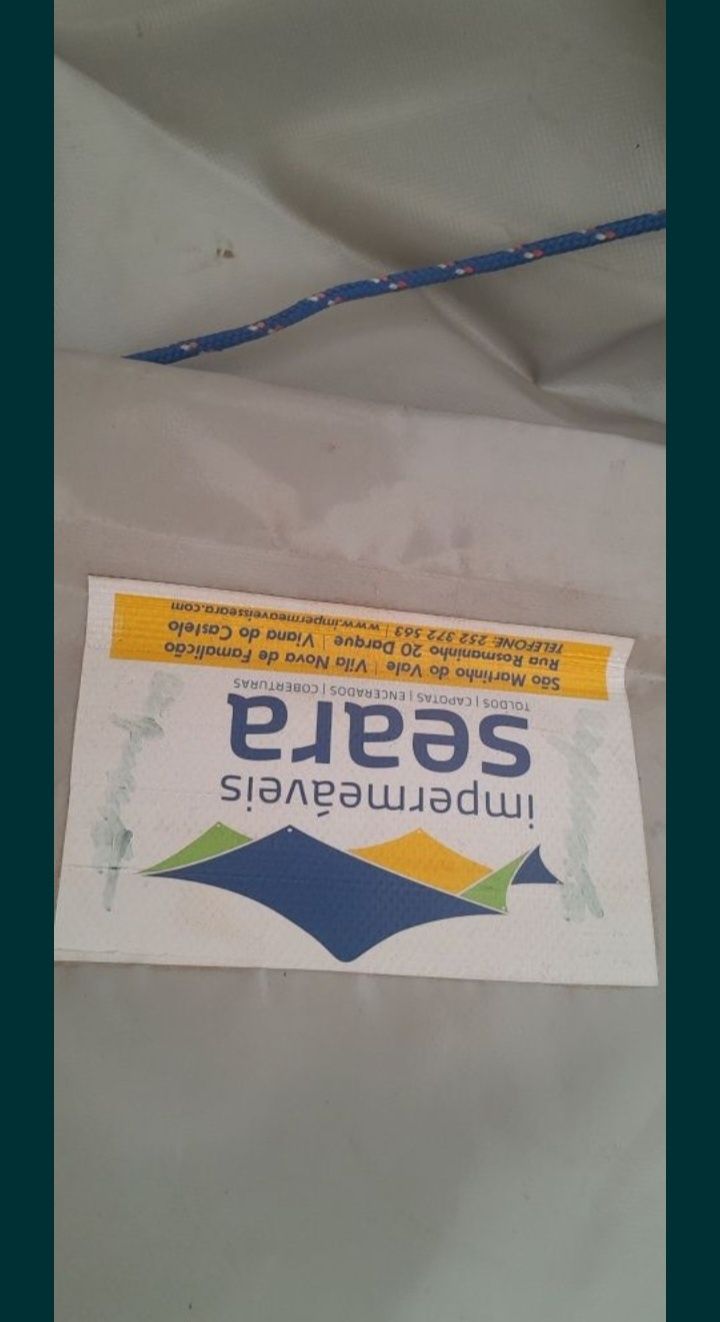 impermeáveis
seara
TOLDOS | CAPOTAS | ENCERADOS | COBERTURAS
São Martinho do Vale | Vila Nova de Famalicão
Rua Rosmaninho 20 Darque | Viana do Castelo
TELEFONE: 252 372 563 | www.impermeaveisseara.com